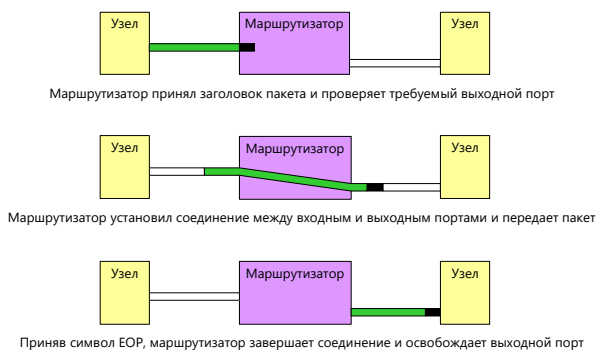 Узел Маршрутизатор Узел
Маршрутизатор принял заголовок пакета и проверяет требуемый выходной порт
Узел Маршрутизатор Узел
Маршрутизатор установил соединение между входным и выходным портами и передает пакет
Узел Маршрутизатор Узел
Приняв символ EOP, маршрутизатор завершает соединение и освобождает выходной порт